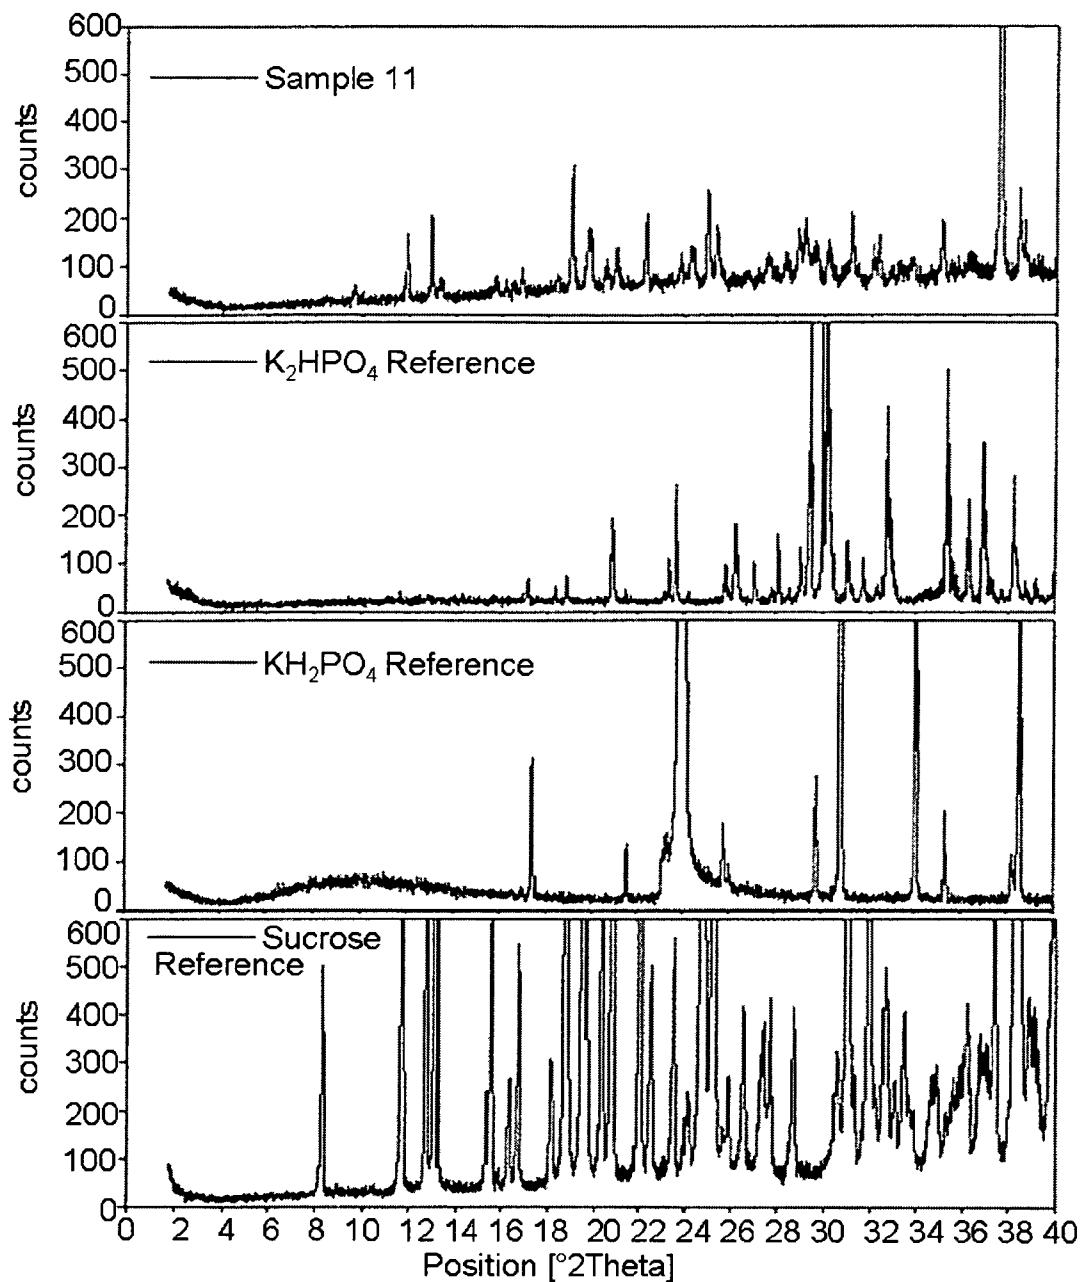 600
500
400
300
200
100
0
counts
Sample 11
600
500
400
300
200
100
0
counts
K₂HPO₄ Reference
600
500
400
300
200
100
0
counts
KH₂PO₄ Reference
600
500
400
300
200
100
0
counts
Sucrose
Reference
0 2 4 6 8 10 12 14 16 18 20 22 24 26 28 30 32 34 36 38 40
Position [°2Theta]